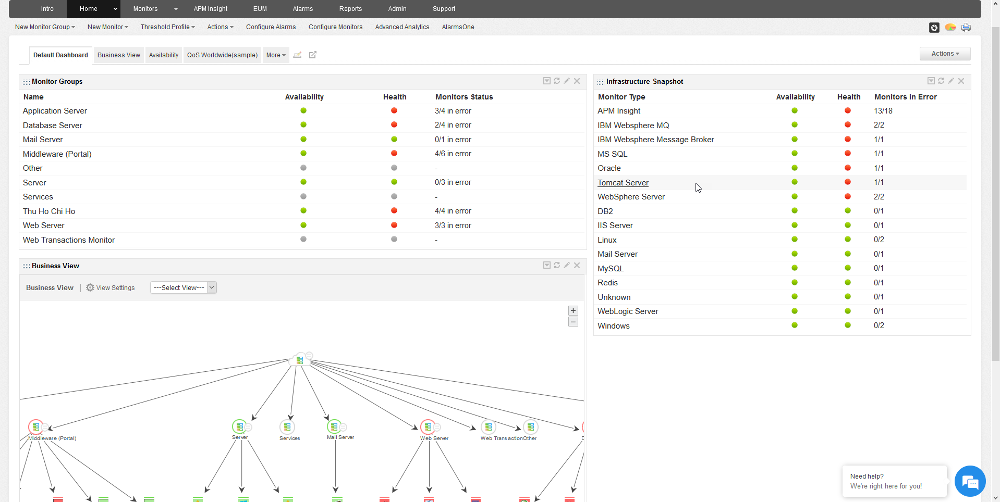 Intro Home Monitors APM Insight EUM Alarms Reports Admin Support
New Monitor Group New Monitor Threshold Profile Actions Configure Alarms Configure Monitors Advanced Analytics AlarmsOne
Default Dashboard Business View Availability QoS Worldwide(sample) More Actions
Monitor Groups
Name Availability Health Monitors Status
Application Server 3/4 in error
Database Server 2/4 in error
Mail Server 0/1 in error
Middleware (Portal) 4/6 in error
Other -
Server 0/3 in error
Services -
Thu Ho Chi Ho 4/4 in error
Web Server 3/3 in error
Web Transactions Monitor -
Infrastructure Snapshot
Monitor Type Availability Health Monitors in Error
APM Insight 13/18
IBM Websphere MQ 2/2
IBM Websphere Message Broker 1/1
MS SQL 1/1
Oracle 1/1
Tomcat Server 1/1
WebSphere Server 2/2
DB2 0/1
IIS Server 0/1
Linux 0/2
Mail Server 0/1
MySQL 0/1
Redis 0/1
Unknown 0/1
WebLogic Server 0/1
Windows 0/2
Business View
Business View View Settings ---Select View---
+
−
Middleware (Portal) Server Services Mail Server Web Server Web TransactionOther
Need help?
We're right here for you!